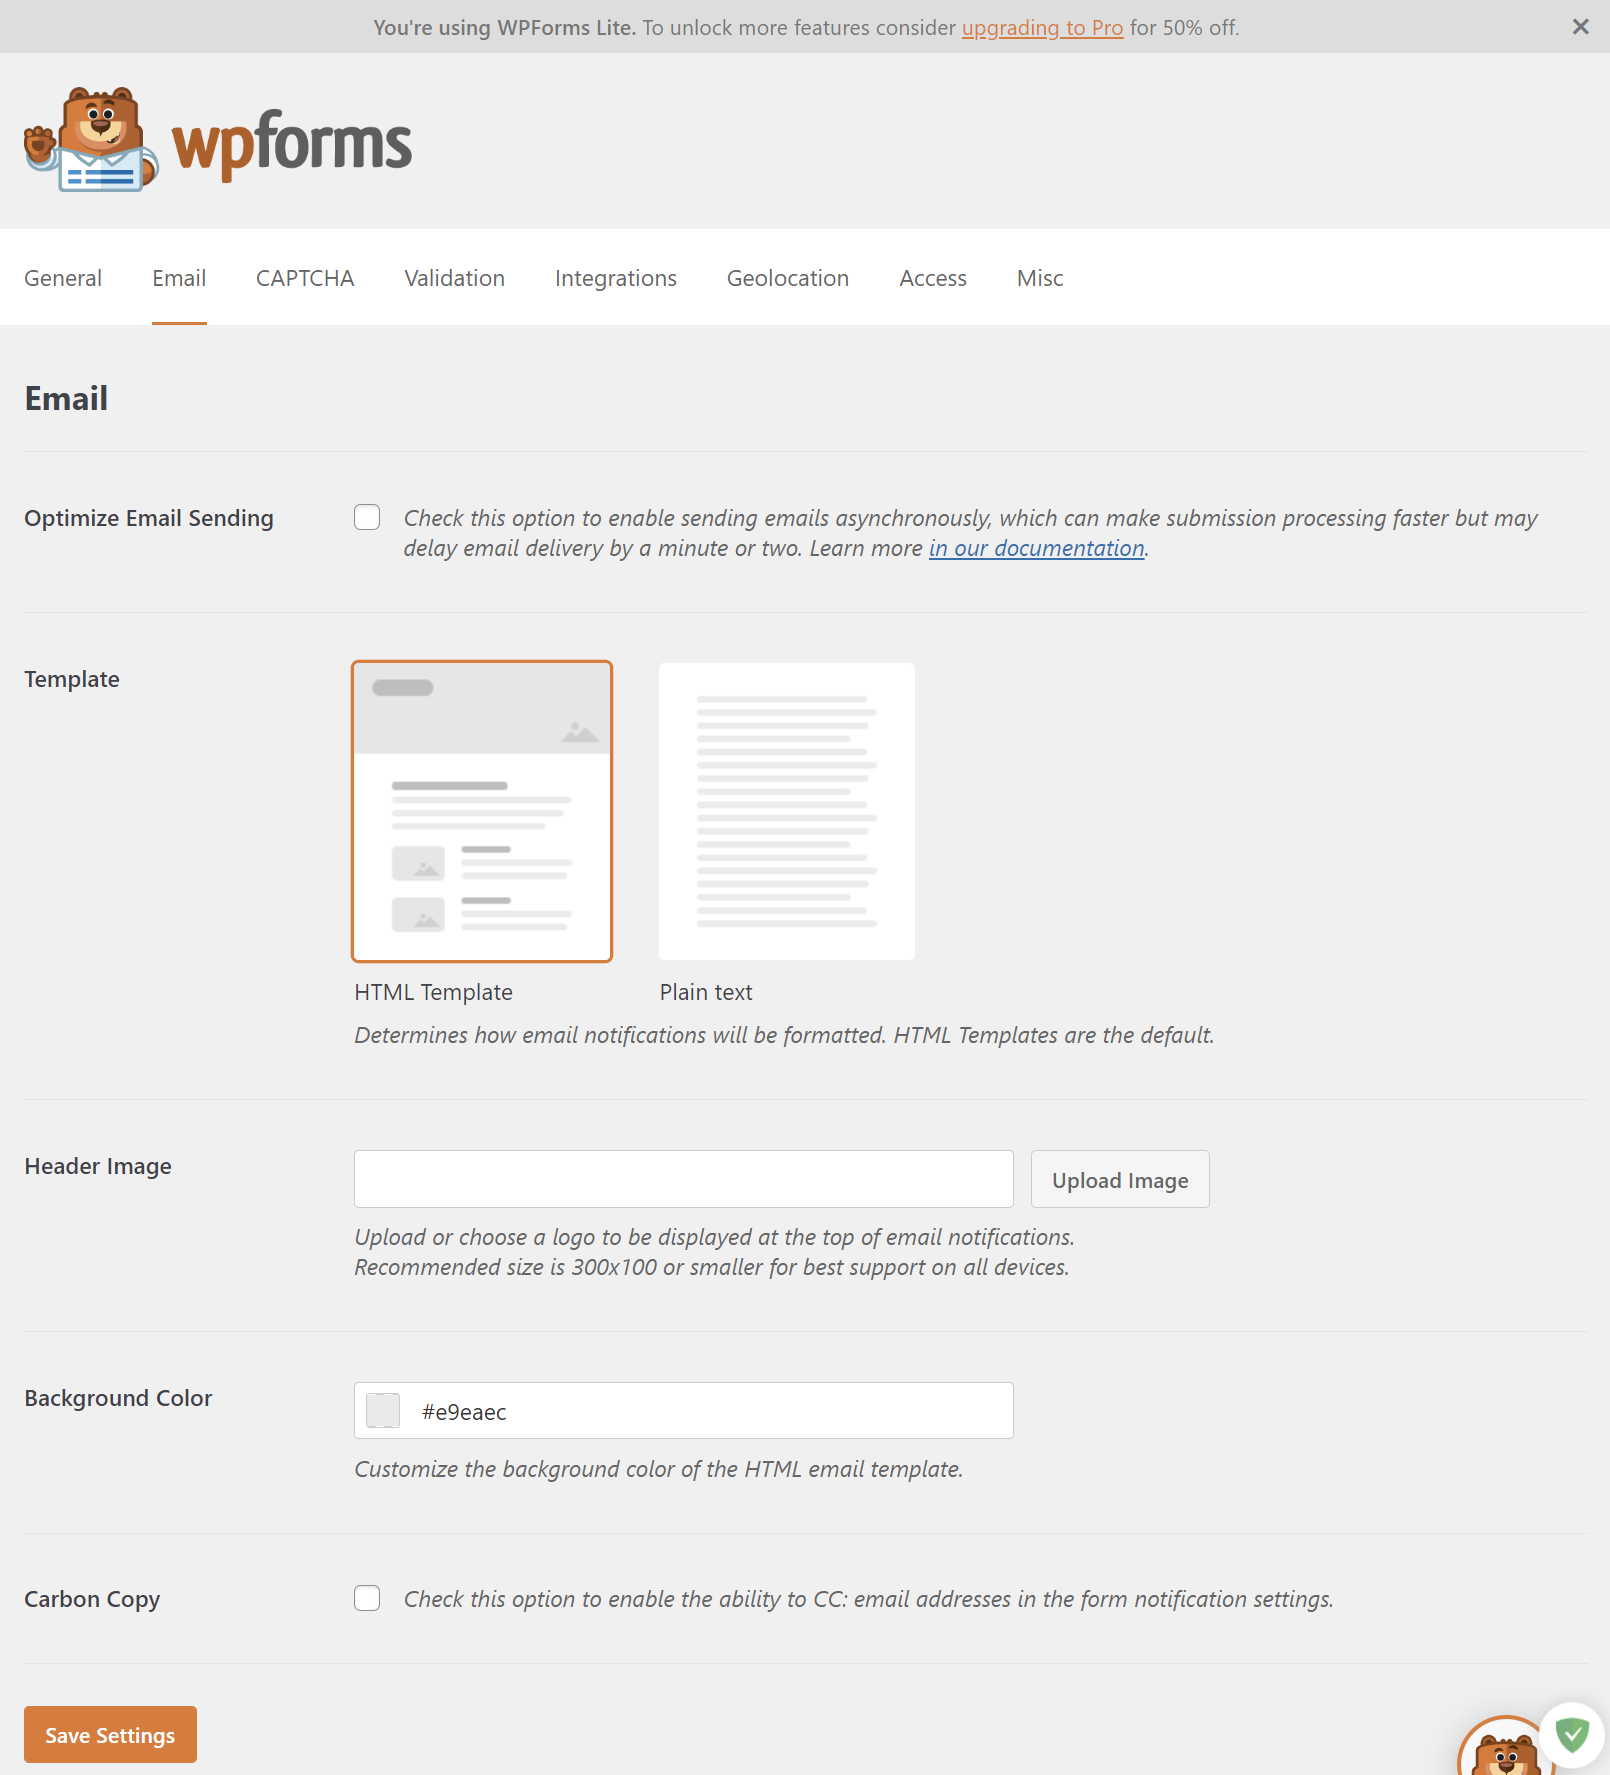 You're using WPForms Lite. To unlock more features consider upgrading to Pro for 50% off.
wpforms
General Email CAPTCHA Validation Integrations Geolocation Access Misc
Email
Optimize Email Sending
Check this option to enable sending emails asynchronously, which can make submission processing faster but may
delay email delivery by a minute or two. Learn more in our documentation.
Template
HTML Template Plain text
Determines how email notifications will be formatted. HTML Templates are the default.
Header Image
Upload Image
Upload or choose a logo to be displayed at the top of email notifications.
Recommended size is 300x100 or smaller for best support on all devices.
Background Color
#e9eaec
Customize the background color of the HTML email template.
Carbon Copy
Check this option to enable the ability to CC: email addresses in the form notification settings.
Save Settings